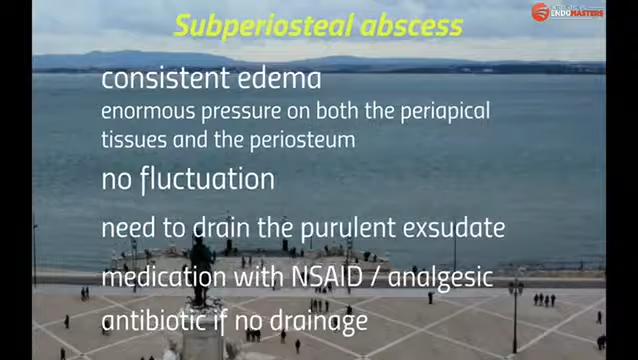 Subperiosteal abscess
ENDOMASTERS
consistent edema
enormous pressure on both the periapical
tissues and the periosteum
no fluctuation
need to drain the purulent exsudate
medication with NSAID / analgesic
antibiotic if no drainage